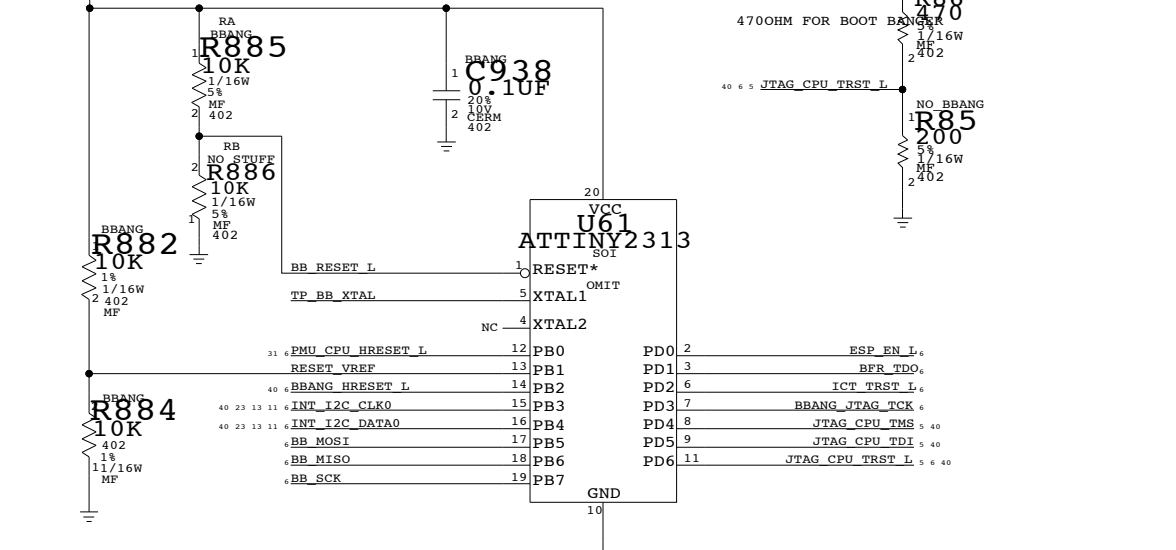 RA
BBANG
1
R885
10K
1/16W
5%
MF
2
402
RB
NO STUFF
2
R886
10K
1/16W
5%
1
MF
402
BBANG
1
C938
0.1UF
20%
10V
2
CERM
402
470OHM FOR BOOT BANGER
470
5%
1/16W
MF
2
402
40 6 5 JTAG_CPU_TRST_L
NO_BBANG
1
R85
200
5%
1/16W
MF
2
402
BBANG
R882
10K
1%
1/16W
2
402
MF
BBANG
R884
10K
402
1%
1
1/16W
MF
20
VCC
U61
ATTINY2313
SOI
OMIT
BB_RESET_L 1 RESET*
TP_BB_XTAL 5 XTAL1
NC 4 XTAL2
31 6 PMU_CPU_HRESET_L 12 PB0
RESET_VREF 13 PB1
40 6 BBANG_HRESET_L 14 PB2
40 23 13 11 6 INT_I2C_CLK0 15 PB3
40 23 13 11 6 INT_I2C_DATA0 16 PB4
6 BB_MOSI 17 PB5
6 BB_MISO 18 PB6
6 BB_SCK 19 PB7
PD0 2 ESP_EN_L 6
PD1 3 BFR_TDO 6
PD2 6 ICT_TRST_L 6
PD3 7 BBANG_JTAG_TCK 6
PD4 8 JTAG_CPU_TMS 5 40
PD5 9 JTAG_CPU_TDI 5 40
PD6 11 JTAG_CPU_TRST_L 5 6 40
GND
10